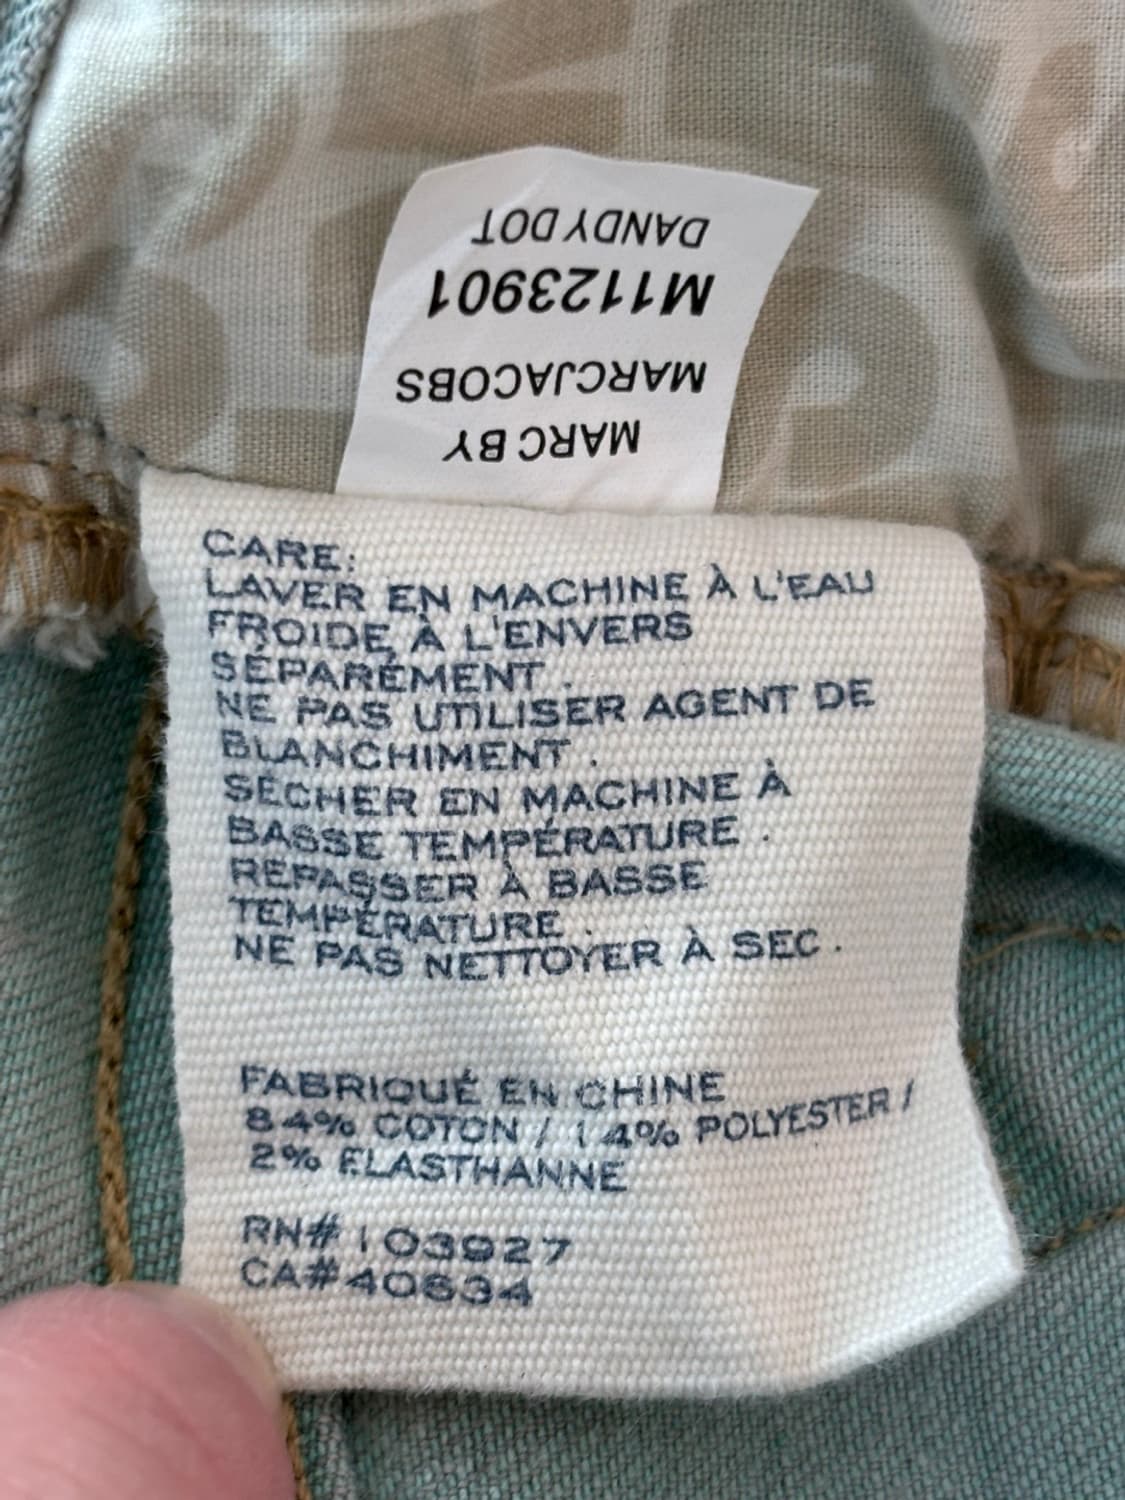 DANDY DOT
M1123901
MARCJACOBS
MARC BY
CARE:
LAVER EN MACHINE À L'EAU
FROIDE À L'ENVERS
SÉPARÉMENT .
NE PAS UTILISER AGENT DE
BLANCHIMENT .
SÉCHER EN MACHINE À
BASSE TEMPÉRATURE .
REPASSER À BASSE
TEMPÉRATURE .
NE PAS NETTOYER À SEC .
FABRIQUÉ EN CHINE
84% COTON / 14% POLYESTER /
2% ELASTHANNE
RN# 103927
CA# 40634